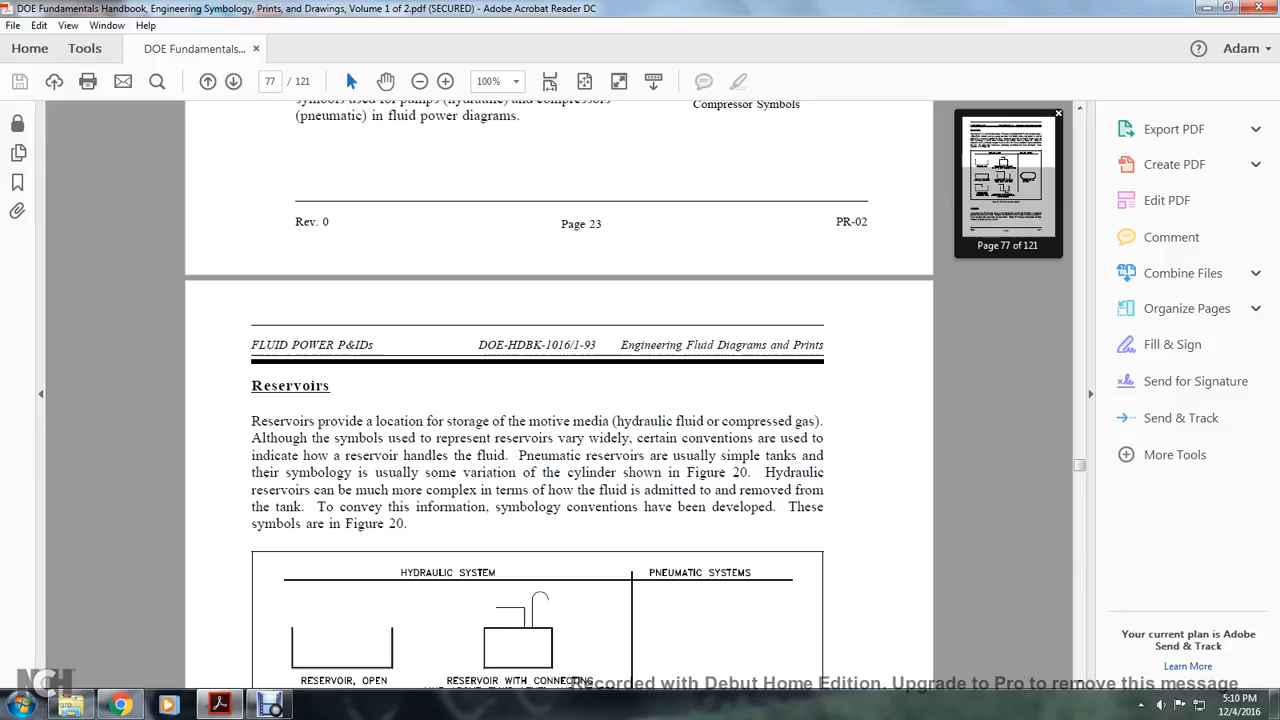 DOE Fundamentals Handbook, Engineering Symbology, Prints, and Drawings, Volume 1 of 2.pdf (SECURED) - Adobe Acrobat Reader DC
File Edit View Window Help
Home Tools DOE Fundamentals... × Adam
77 / 121 100%
symbols used for pumps (hydraulic) and compressors
(pneumatic) in fluid power diagrams.
Compressor Symbols
Rev. 0 Page 23 PR-02
FLUID POWER P&IDs DOE-HDBK-1016/1-93 Engineering Fluid Diagrams and Prints
Reservoirs
Reservoirs provide a location for storage of the motive media (hydraulic fluid or compressed gas).
Although the symbols used to represent reservoirs vary widely, certain conventions are used to
indicate how a reservoir handles the fluid. Pneumatic reservoirs are usually simple tanks and
their symbology is usually some variation of the cylinder shown in Figure 20. Hydraulic
reservoirs can be much more complex in terms of how the fluid is admitted to and removed from
the tank. To convey this information, symbology conventions have been developed. These
symbols are in Figure 20.
HYDRAULIC SYSTEM PNEUMATIC SYSTEMS
RESERVOIR, OPEN RESERVOIR WITH CONNECTING
Page 77 of 121
Export PDF
Create PDF
Edit PDF
Comment
Combine Files
Organize Pages
Fill & Sign
Send for Signature
Send & Track
More Tools
Your current plan is Adobe
Send & Track
Learn More
NCH
Recorded with Debut Home Edition. Upgrade to Pro to remove this message
5:10 PM
12/4/2016